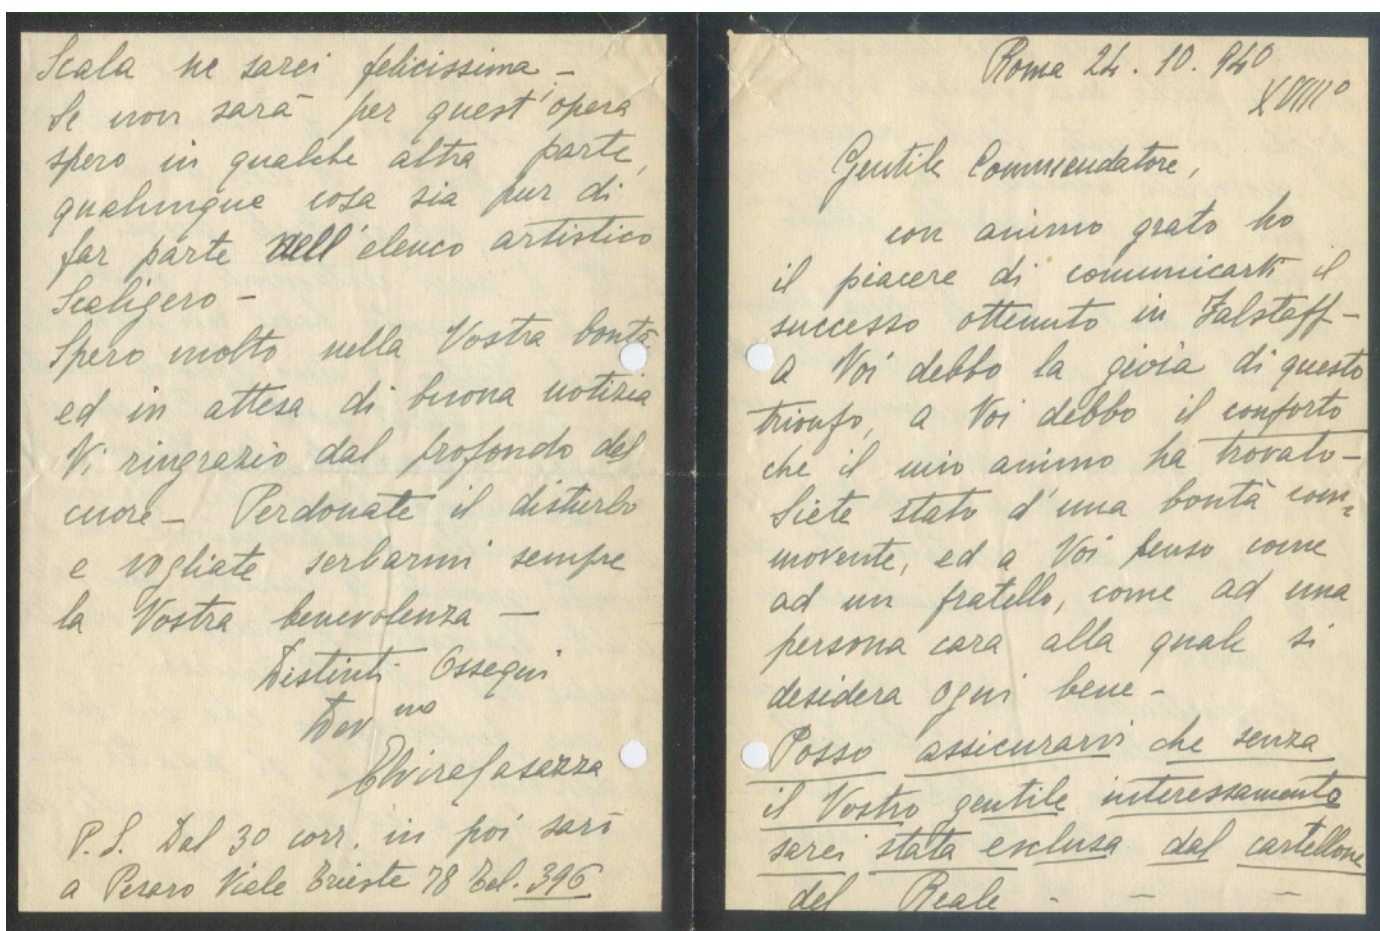 Roma 24. 10. 940
XVIII°
Gentile Commendatore,
con animo grato ho
il piacere di comunicarvi il
successo ottenuto in Falstaff –
a Voi debbo la gioia di questo
trionfo, a Voi debbo il conforto
che il mio animo ha trovato –
Siete stato d'una bontà com=
movente, ed a Voi penso come
ad un fratello, come ad una
persona cara alla quale si
desidera ogni bene –
Posso assicurarvi che senza
il Vostro gentile interessamento
sarei stata esclusa dal cartellone
del Reale - – –
Scala ne sarei felicissima –
Se non sarà per quest'opera
spero in qualche altra parte,
qualunque cosa sia pur di
far parte nell'elenco artistico
Scaligero –
Spero molto nella Vostra bontà
ed in attesa di buona notizia
Vi ringrazio dal profondo del
cuore – Perdonate il disturbo
e vogliate serbarmi sempre
la Vostra benevolenza –
Distinti Ossequi
Dev ma
Elvira Casazza
P.S. Dal 30 corr. in poi sarò
a Pesaro Viale Trieste 78 Tel. 396